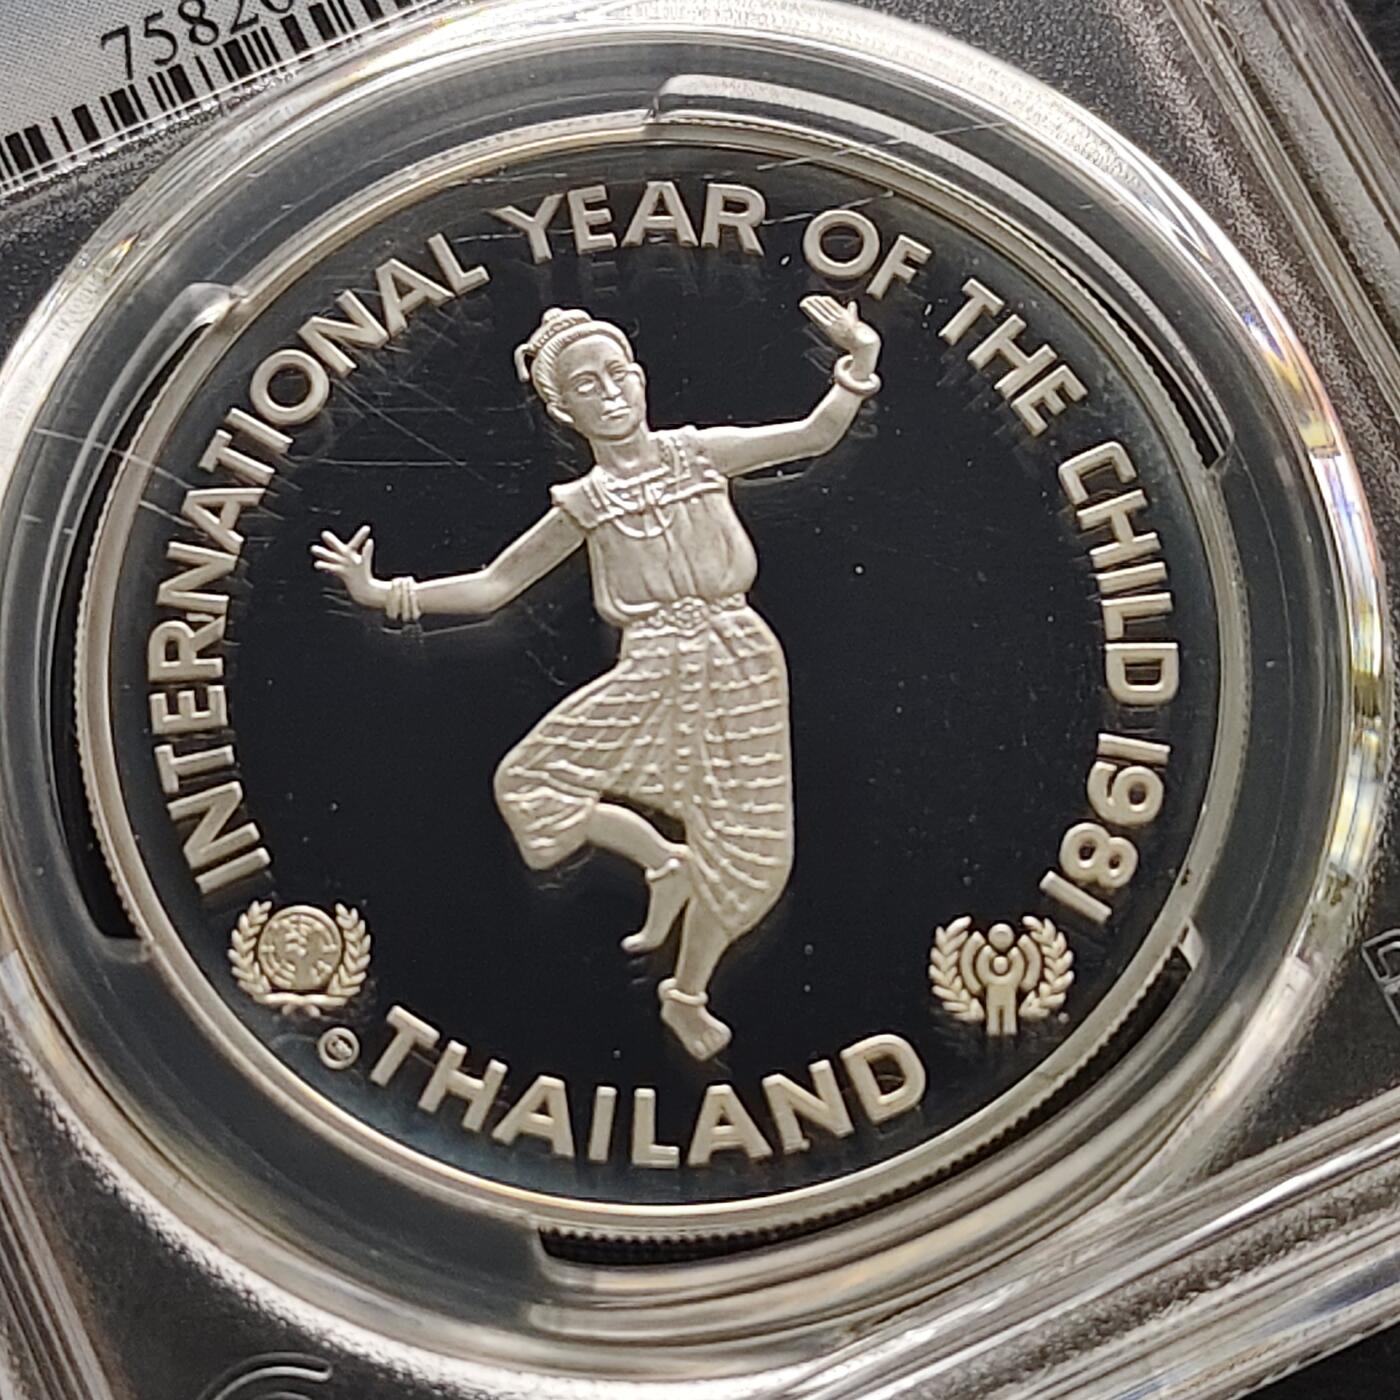 7582
INTERNATIONAL YEAR OF THE CHILD 1981
THAILAND